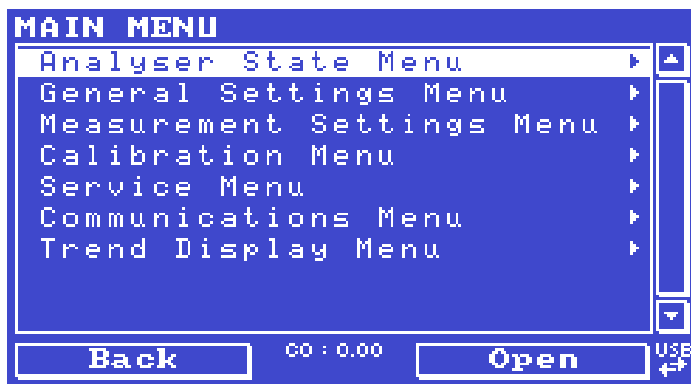 MAIN MENU
Analyser State Menu
General Settings Menu
Measurement Settings Menu
Calibration Menu
Service Menu
Communications Menu
Trend Display Menu
Back
CO : 0.00
Open
USB